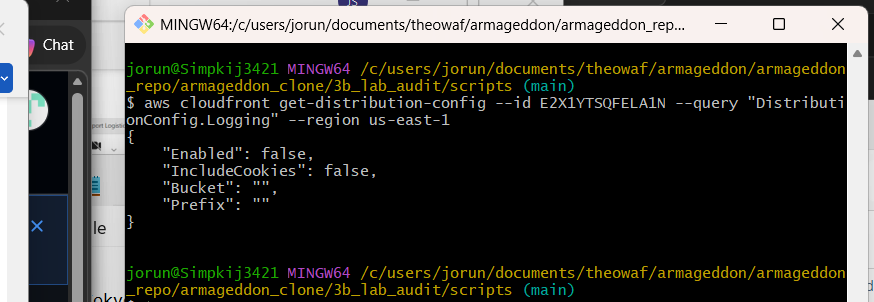 MINGW64:/c/users/jorun/documents/theowaf/armageddon/armageddon_rep...
Chat
jorun@Simpkij3421 MINGW64 /c/users/jorun/documents/theowaf/armageddon/armageddon
_repo/armageddon_clone/3b_lab_audit/scripts (main)
$ aws cloudfront get-distribution-config --id E2X1YTSQFELA1N --query "Distributi
onConfig.Logging" --region us-east-1
{
    "Enabled": false,
    "IncludeCookies": false,
    "Bucket": "",
    "Prefix": ""
}
le
jorun@Simpkij3421 MINGW64 /c/users/jorun/documents/theowaf/armageddon/armageddon
_repo/armageddon_clone/3b_lab_audit/scripts (main)